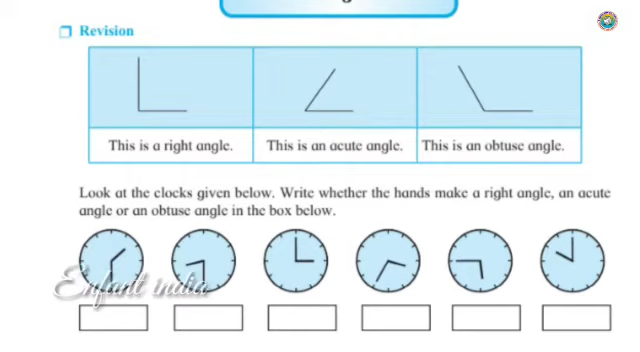 Revision
This is a right angle.
This is an acute angle.
This is an obtuse angle.
Look at the clocks given below. Write whether the hands make a right angle, an acute
angle or an obtuse angle in the box below.
Enfant india